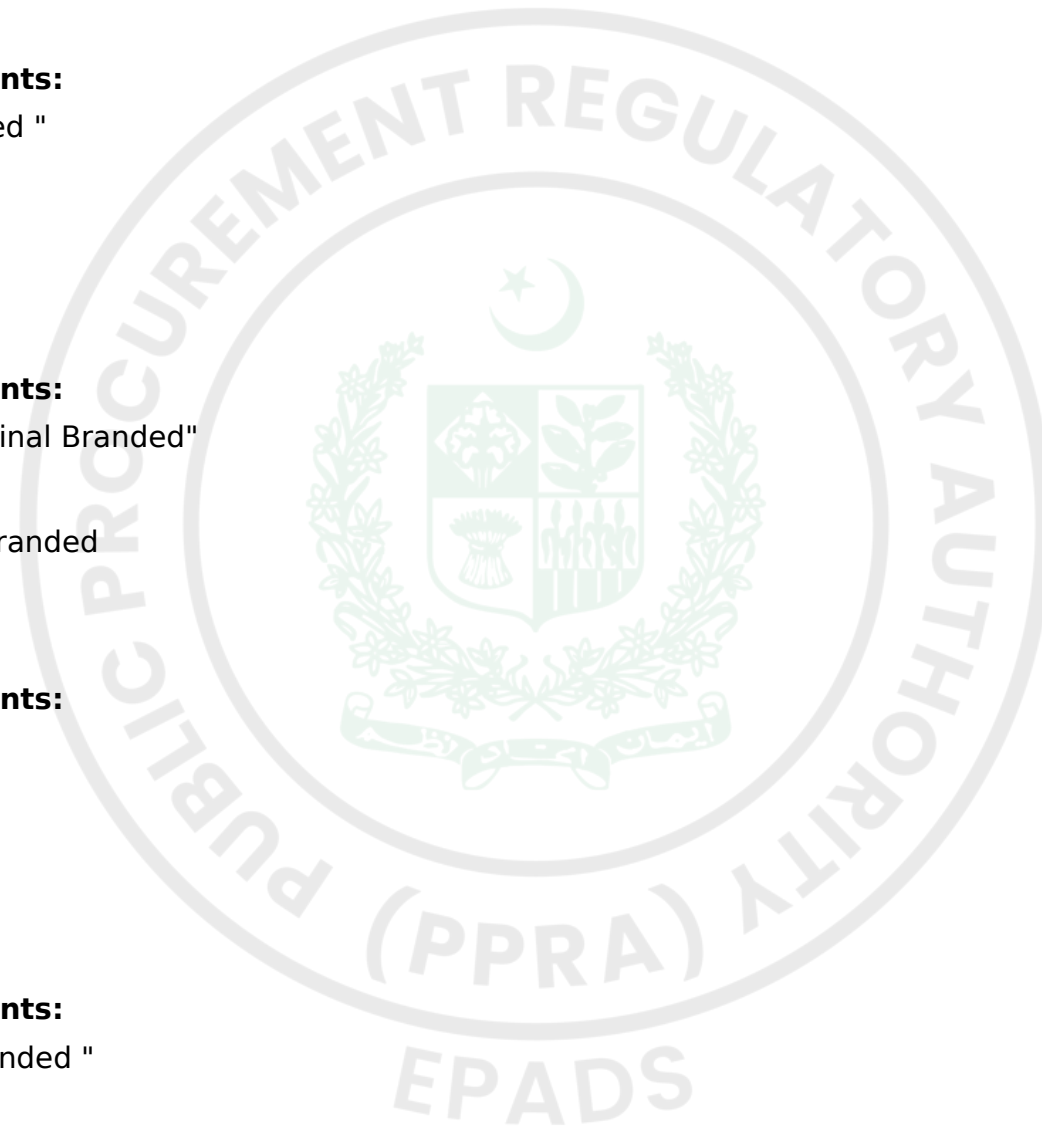 nts:
ed "
nts:
inal Branded"
randed
nts:
nts:
nded "
PUBLIC PROCUREMENT REGULATORY AUTHORITY
(PPRA)
EPADS